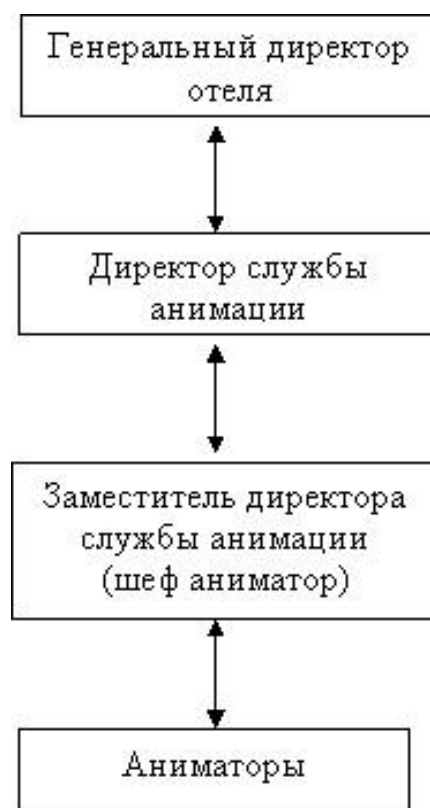 Генеральный директор
отеля
Директор службы
анимации
Заместитель директора
службы анимации
(шеф аниматор)
Аниматоры